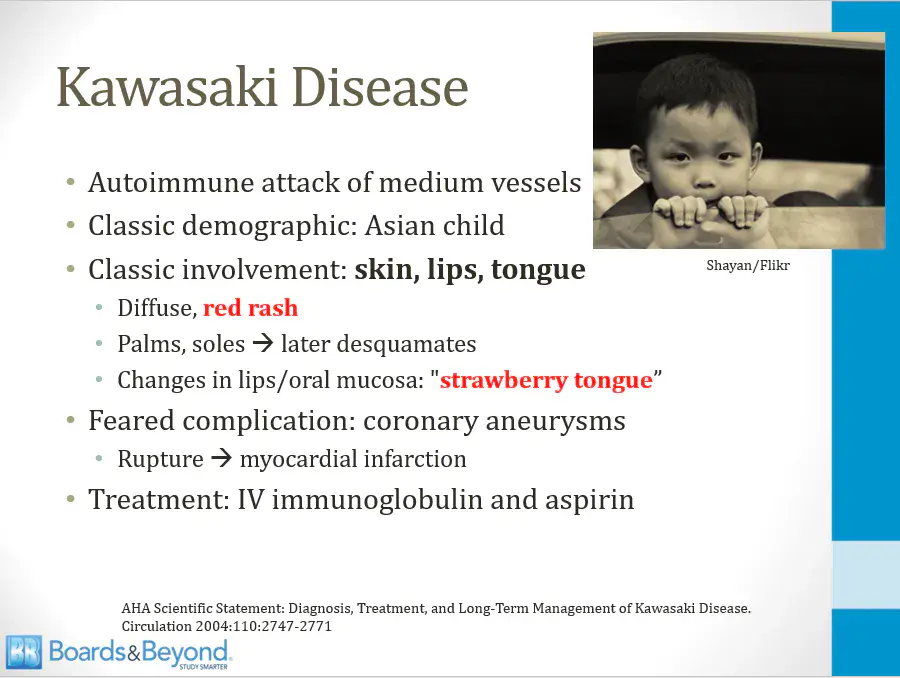 Kawasaki Disease
• Autoimmune attack of medium vessels
• Classic demographic: Asian child
• Classic involvement: skin, lips, tongue
• Diffuse, red rash
• Palms, soles → later desquamates
• Changes in lips/oral mucosa: "strawberry tongue”
• Feared complication: coronary aneurysms
• Rupture → myocardial infarction
• Treatment: IV immunoglobulin and aspirin
Shayan/Flikr
AHA Scientific Statement: Diagnosis, Treatment, and Long-Term Management of Kawasaki Disease.
Circulation 2004:110:2747-2771
BB Boards&Beyond.
STUDY SMARTER